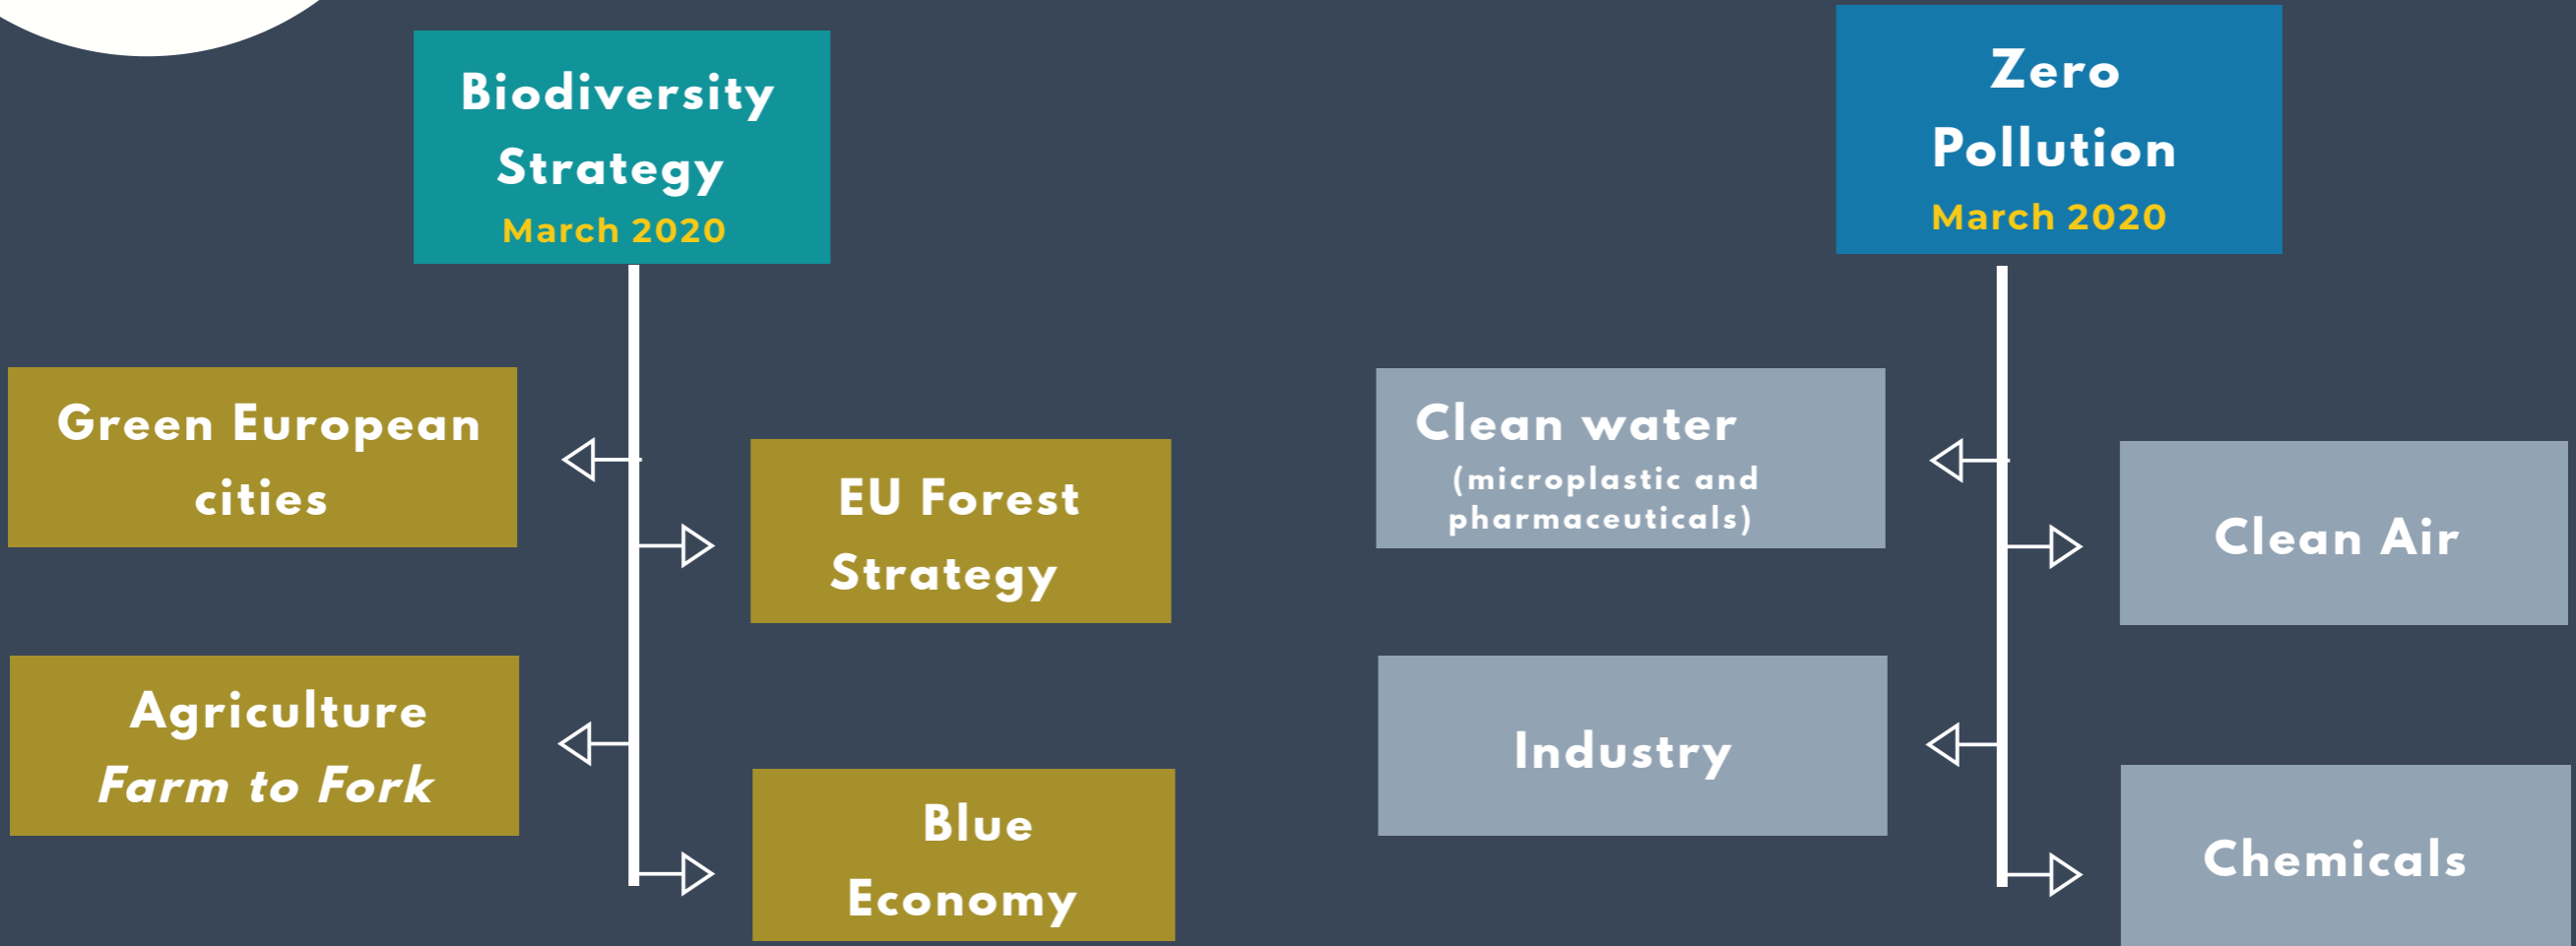 Biodiversity
Strategy
March 2020
Green European
cities
EU Forest
Strategy
Agriculture
Farm to Fork
Blue
Economy
Zero
Pollution
March 2020
Clean water
(microplastic and
pharmaceuticals)
Clean Air
Industry
Chemicals